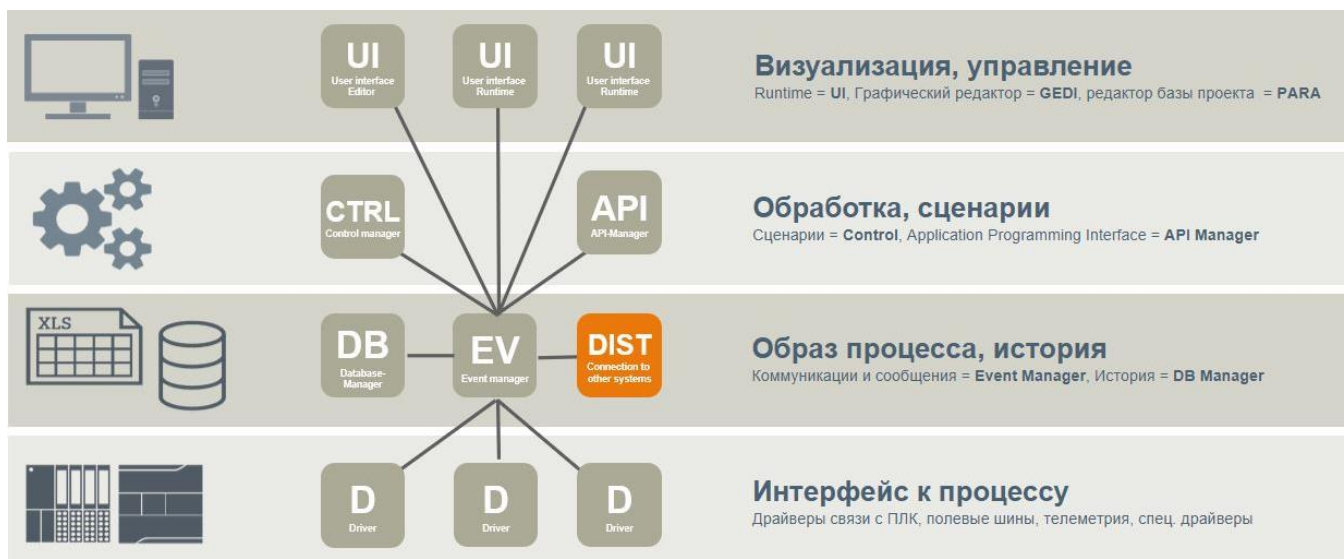 UI
User interface
Editor
UI
User interface
Runtime
UI
User interface
Runtime
Визуализация, управление
Runtime = UI, Графический редактор = GEDI, редактор базы проекта = PARA
CTRL
Control manager
API
API-Manager
Обработка, сценарии
Сценарии = Control, Application Programming Interface = API Manager
XLS
DB
Database-
Manager
EV
Event manager
DIST
Connection to
other systems
Образ процесса, история
Коммуникации и сообщения = Event Manager, История = DB Manager
D
Driver
D
Driver
D
Driver
Интерфейс к процессу
Драйверы связи с ПЛК, полевые шины, телеметрия, спец. драйверы